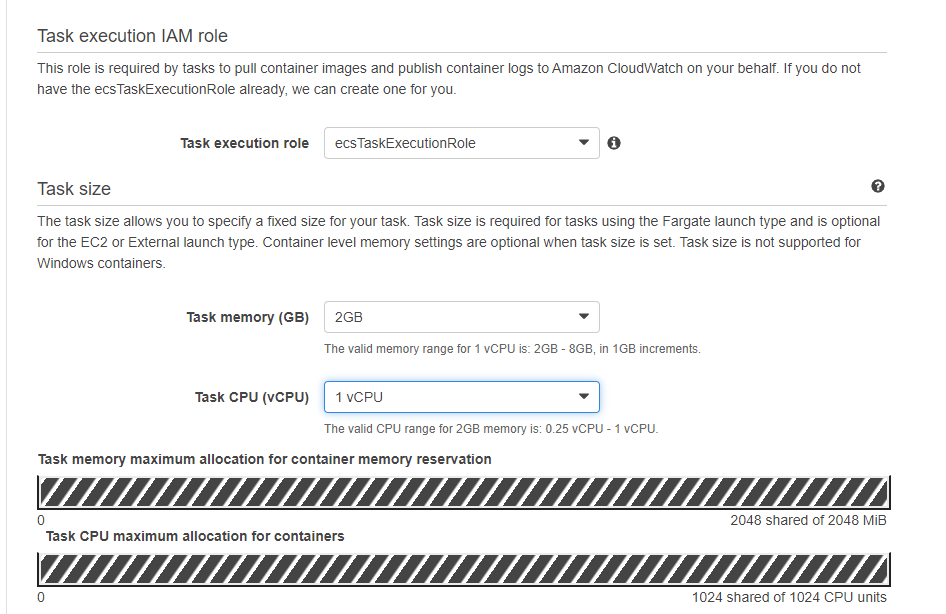 Task execution IAM role
This role is required by tasks to pull container images and publish container logs to Amazon CloudWatch on your behalf. If you do not
have the ecsTaskExecutionRole already, we can create one for you.
Task execution role ecsTaskExecutionRole
Task size
The task size allows you to specify a fixed size for your task. Task size is required for tasks using the Fargate launch type and is optional
for the EC2 or External launch type. Container level memory settings are optional when task size is set. Task size is not supported for
Windows containers.
Task memory (GB) 2GB
The valid memory range for 1 vCPU is: 2GB - 8GB, in 1GB increments.
Task CPU (vCPU) 1 vCPU
The valid CPU range for 2GB memory is: 0.25 vCPU - 1 vCPU.
Task memory maximum allocation for container memory reservation
0 2048 shared of 2048 MiB
Task CPU maximum allocation for containers
0 1024 shared of 1024 CPU units